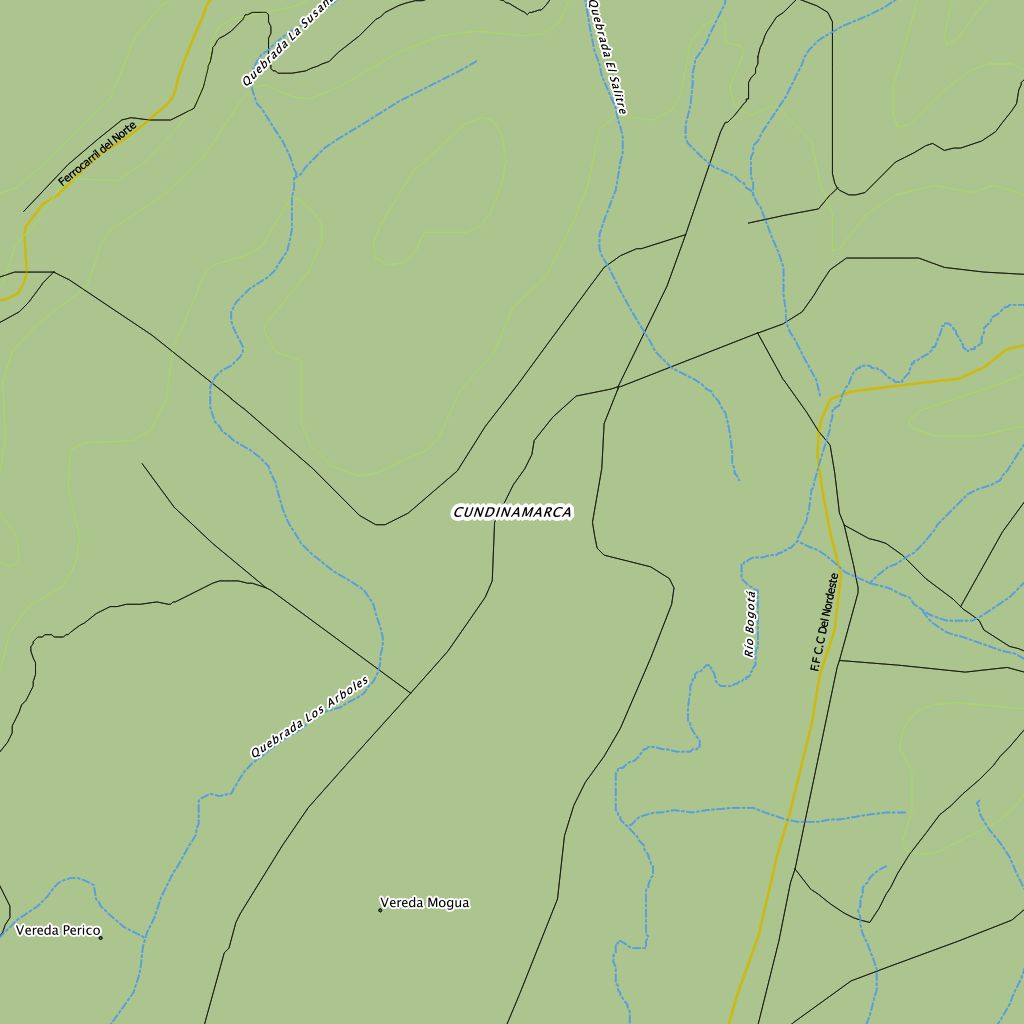 Quebrada La Susan
Quebrada El Salitre
Ferrocarril del Norte
CUNDINAMARCA
Río Bogotá
F.F C.C Del Nordeste
Quebrada Los Arboles
Vereda Mogua
Vereda Perico